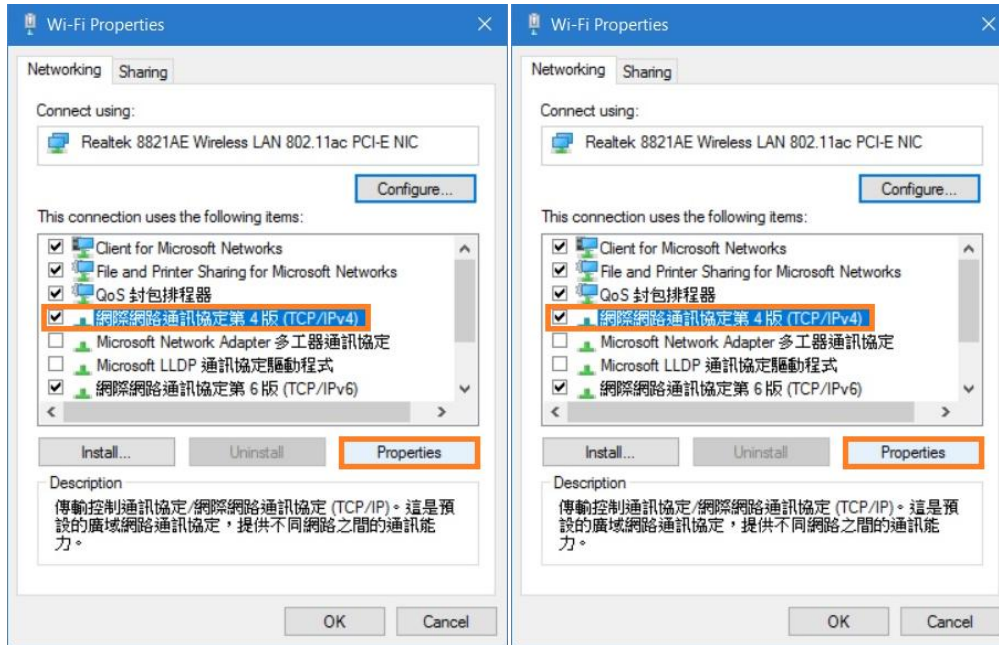 Wi-Fi Properties
Networking Sharing
Connect using:
Realtek 8821AE Wireless LAN 802.11ac PCI-E NIC
Configure...
This connection uses the following items:
Client for Microsoft Networks
File and Printer Sharing for Microsoft Networks
QoS 封包排程器
網際網路通訊協定第 4 版 (TCP/IPv4)
Microsoft Network Adapter 多工器通訊協定
Microsoft LLDP 通訊協定驅動程式
網際網路通訊協定第 6 版 (TCP/IPv6)
Install... Uninstall Properties
Description
傳輸控制通訊協定/網際網路通訊協定 (TCP/IP)。這是預
設的廣域網路通訊協定,提供不同網路之間的通訊能
力。
OK Cancel
Wi-Fi Properties
Networking Sharing
Connect using:
Realtek 8821AE Wireless LAN 802.11ac PCI-E NIC
Configure...
This connection uses the following items:
Client for Microsoft Networks
File and Printer Sharing for Microsoft Networks
QoS 封包排程器
網際網路通訊協定第 4 版 (TCP/IPv4)
Microsoft Network Adapter 多工器通訊協定
Microsoft LLDP 通訊協定驅動程式
網際網路通訊協定第 6 版 (TCP/IPv6)
Install... Uninstall Properties
Description
傳輸控制通訊協定/網際網路通訊協定 (TCP/IP)。這是預
設的廣域網路通訊協定,提供不同網路之間的通訊能
力。
OK Cancel